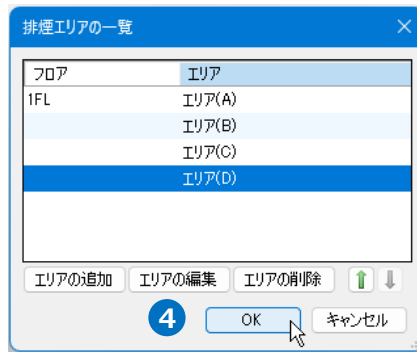 排煙エリアの一覧
フロア エリア
1FL エリア(A)
エリア(B)
エリア(C)
エリア(D)
エリアの追加 エリアの編集 エリアの削除
4 OK キャンセル